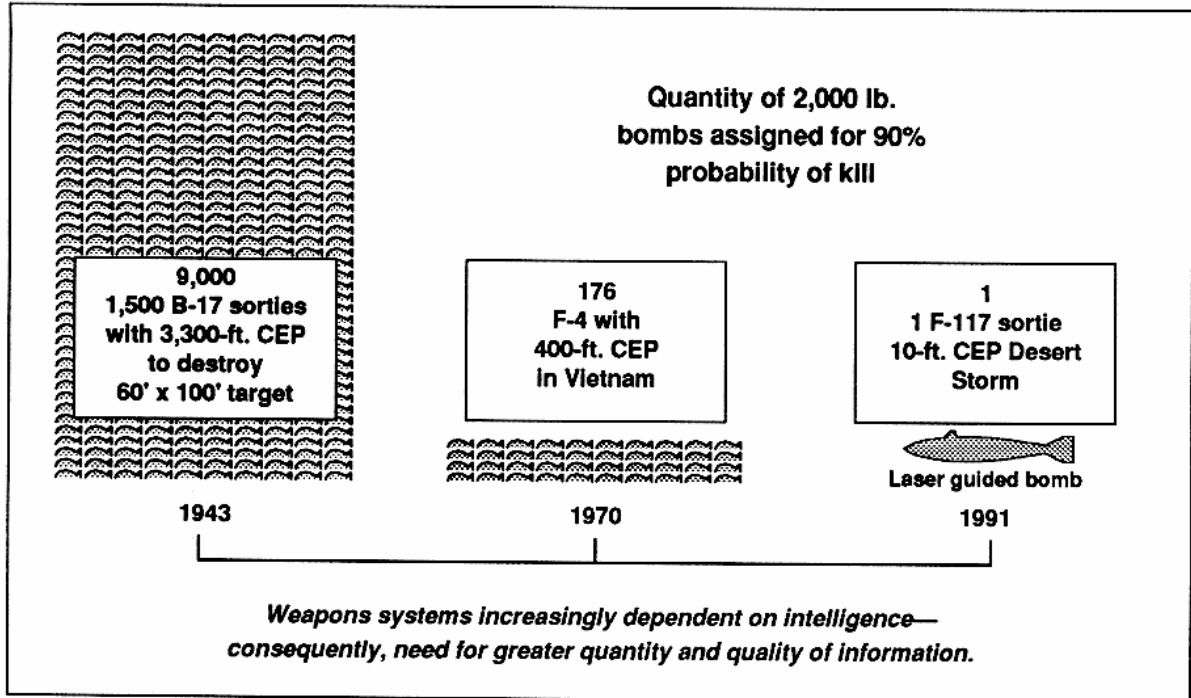 Quantity of 2,000 lb.
bombs assigned for 90%
probability of kill
9,000
1,500 B-17 sorties
with 3,300-ft. CEP
to destroy
60' x 100' target
176
F-4 with
400-ft. CEP
in Vietnam
1
1 F-117 sortie
10-ft. CEP Desert
Storm
Laser guided bomb
1943
1970
1991
Weapons systems increasingly dependent on intelligence—
consequently, need for greater quantity and quality of information.